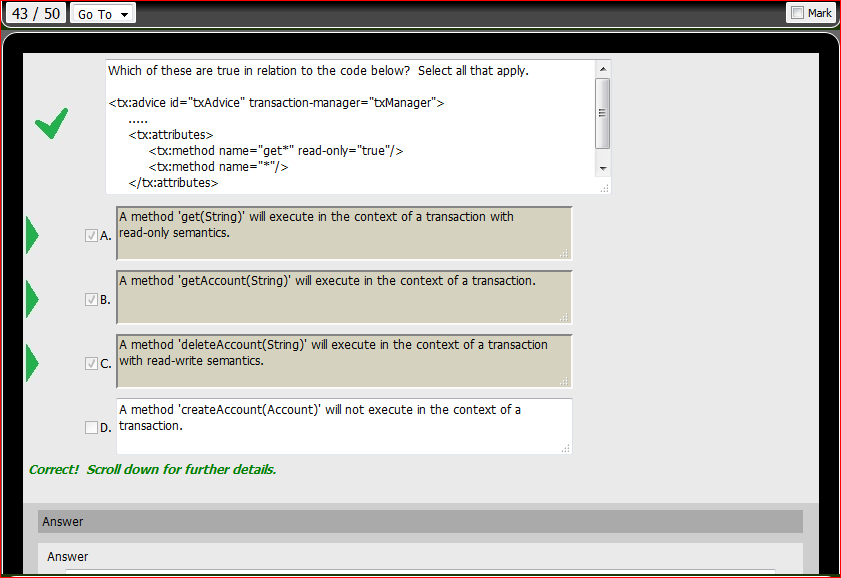 43 / 50 Go To Mark
Which of these are true in relation to the code below?  Select all that apply.
<tx:advice id="txAdvice" transaction-manager="txManager">
.....
<tx:attributes>
<tx:method name="get*" read-only="true"/>
<tx:method name="*"/>
</tx:attributes>
A. A method 'get(String)' will execute in the context of a transaction with
read-only semantics.
B. A method 'getAccount(String)' will execute in the context of a transaction.
C. A method 'deleteAccount(String)' will execute in the context of a transaction
with read-write semantics.
D. A method 'createAccount(Account)' will not execute in the context of a
transaction.
Correct!  Scroll down for further details.
Answer
Answer